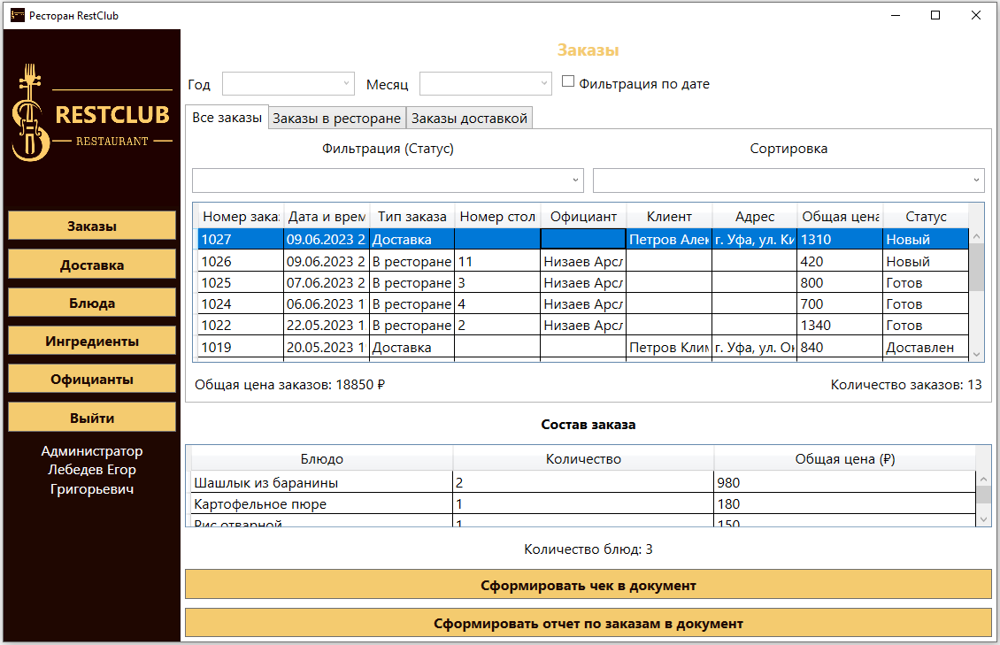 Ресторан RestClub
RESTCLUB
RESTAURANT
Заказы
Доставка
Блюда
Ингредиенты
Официанты
Выйти
Администратор
Лебедев Егор
Григорьевич
Заказы
Год Месяц Фильтрация по дате
Все заказы Заказы в ресторане Заказы доставкой
Фильтрация (Статус) Сортировка
Номер зака Дата и врем Тип заказа Номер стол Официант Клиент Адрес Общая цена Статус
1027 09.06.2023 2 Доставка Петров Алек г. Уфа, ул. Ки 1310 Новый
1026 09.06.2023 2 В ресторане 11 Низаев Арсл 420 Новый
1025 07.06.2023 2 В ресторане 3 Низаев Арсл 800 Готов
1024 06.06.2023 1 В ресторане 4 Низаев Арсл 700 Готов
1022 22.05.2023 1 В ресторане 2 Низаев Арсл 1340 Готов
1019 20.05.2023 1 Доставка Петров Клим г. Уфа, ул. Ок 840 Доставлен
Общая цена заказов: 18850 ₽ Количество заказов: 13
Состав заказа
Блюдо Количество Общая цена (₽)
Шашлык из баранины 2 980
Картофельное пюре 1 180
Рис отварной 1 150
Количество блюд: 3
Сформировать чек в документ
Сформировать отчет по заказам в документ